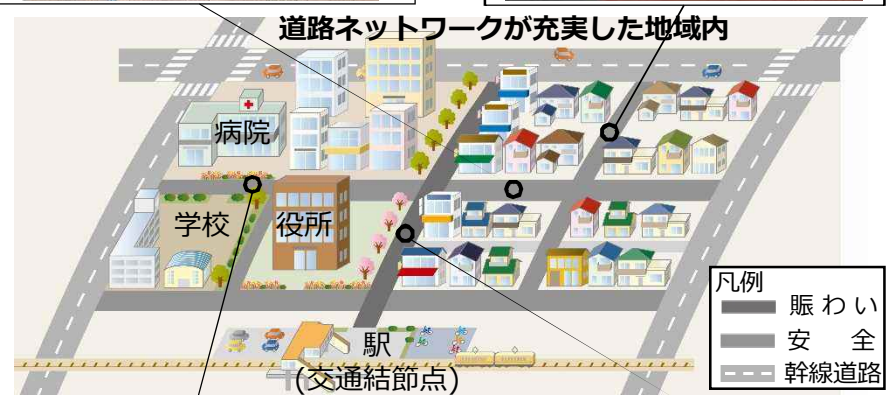 道路ネットワークが充実した地域内
病院
学校
役所
駅
(交通結節点)
凡例
賑わい
安　全
幹線道路